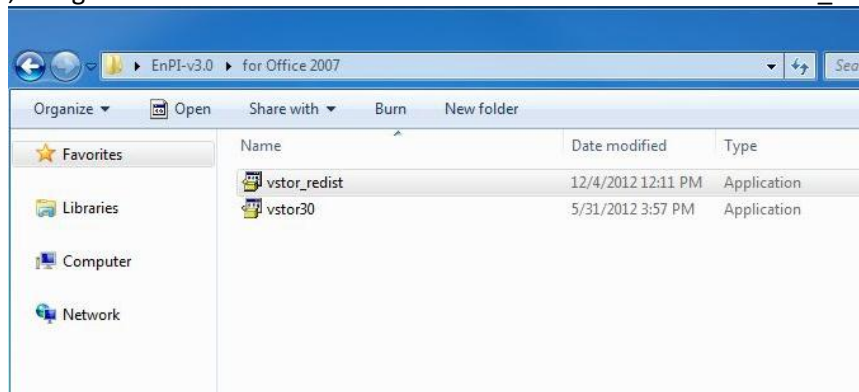 EnPI-v3.0 ▸ for Office 2007
Organize Open Share with Burn New folder
Name Date modified Type
Favorites
vstor_redist 12/4/2012 12:11 PM Application
Libraries
vstor30 5/31/2012 3:57 PM Application
Computer
Network